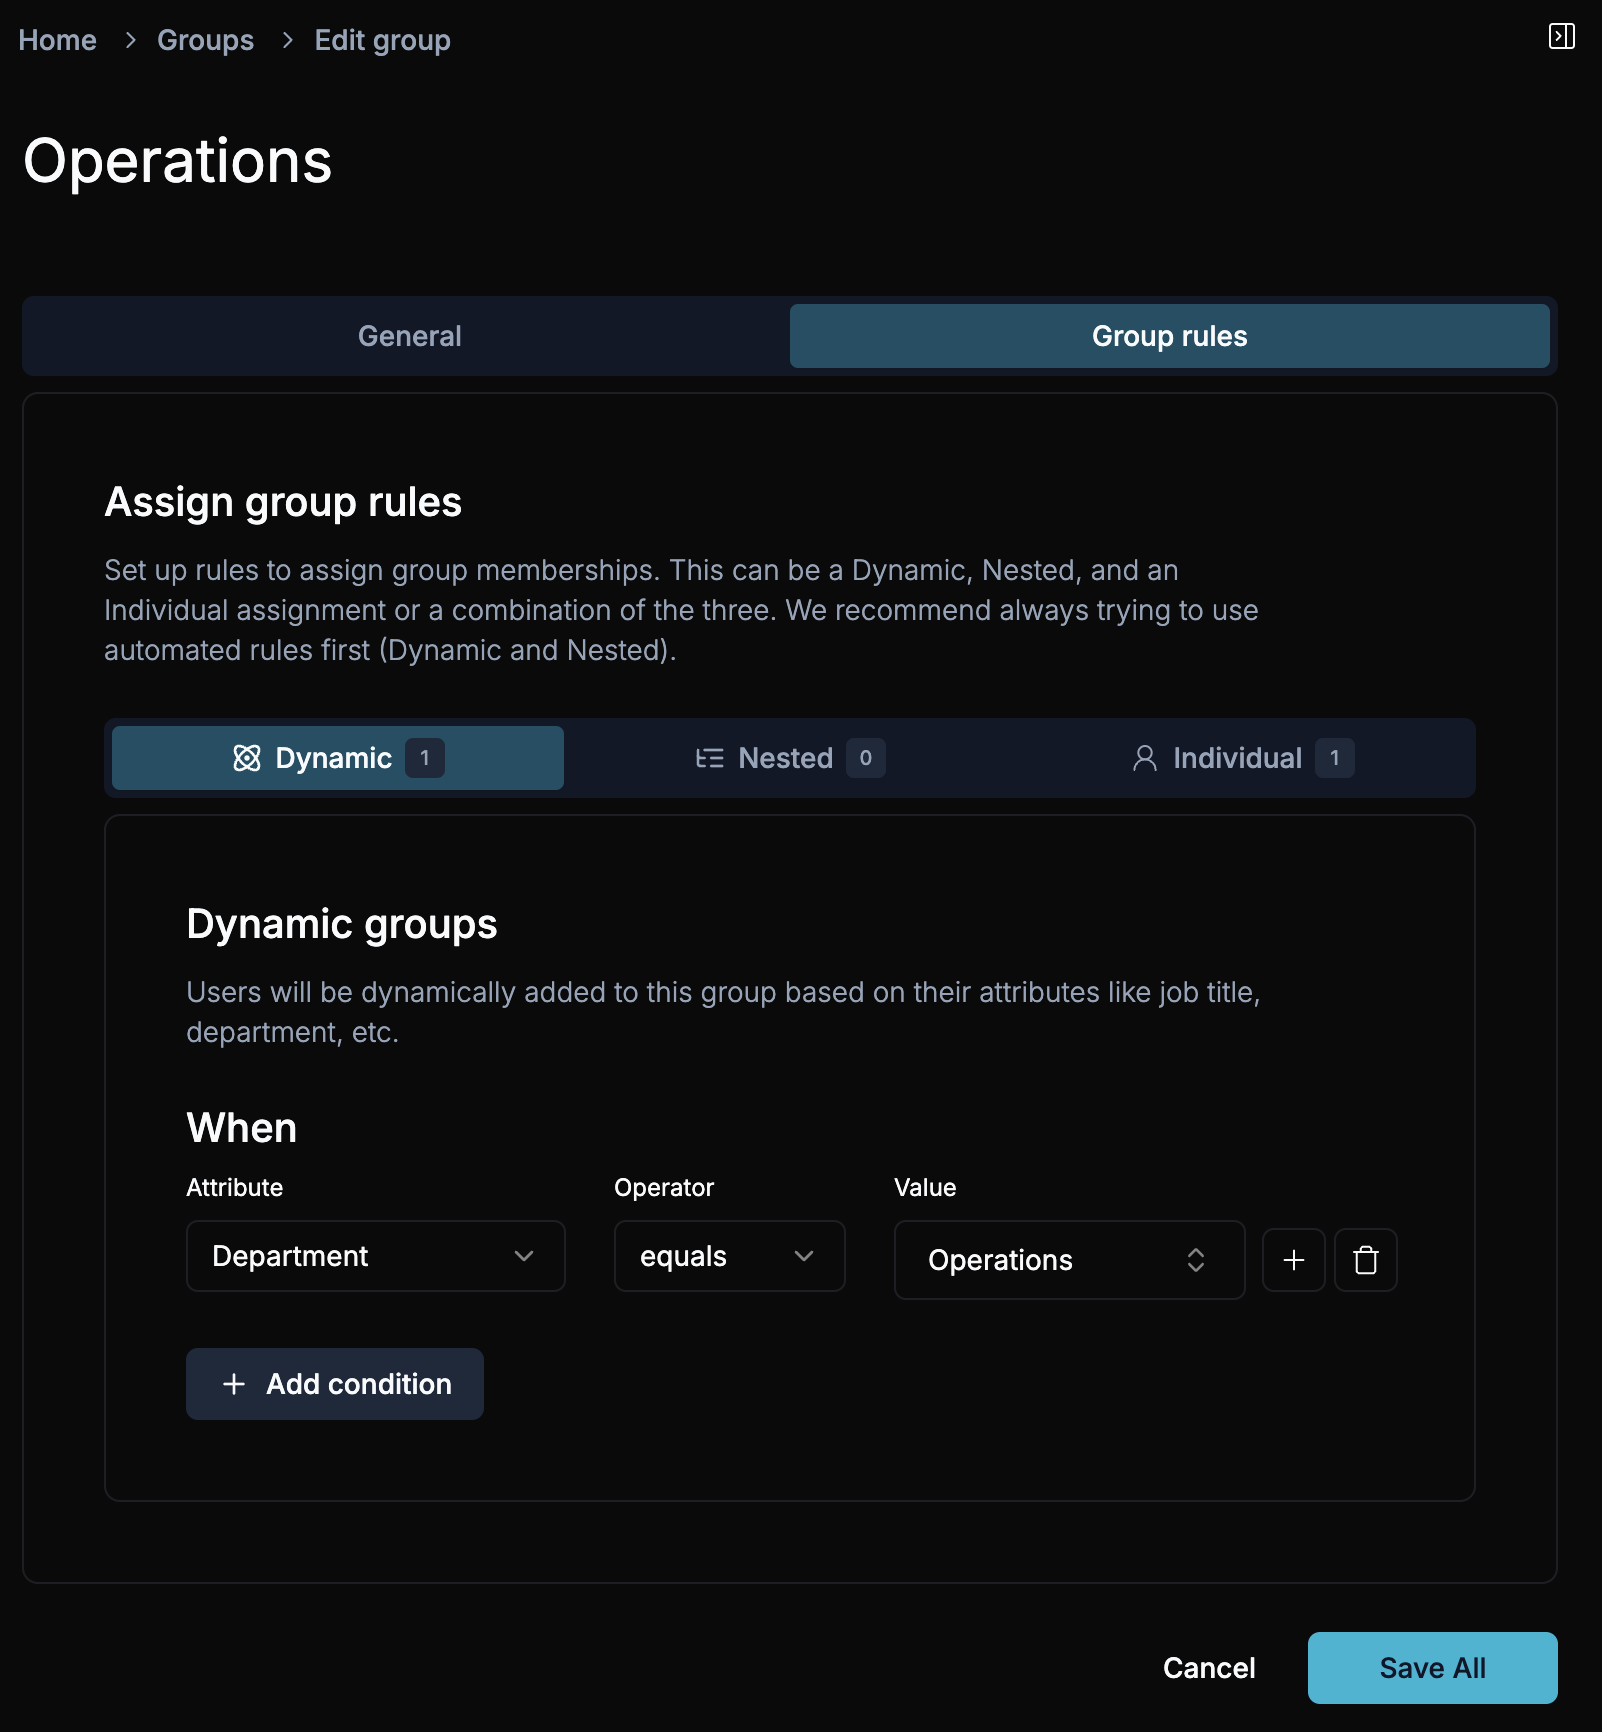 Home > Groups > Edit group
Operations
General
Group rules
Assign group rules
Set up rules to assign group memberships. This can be a Dynamic, Nested, and an
Individual assignment or a combination of the three. We recommend always trying to use
automated rules first (Dynamic and Nested).
Dynamic 1
Nested 0
Individual 1
Dynamic groups
Users will be dynamically added to this group based on their attributes like job title,
department, etc.
When
Attribute
Operator
Value
Department
equals
Operations
Add condition
Cancel
Save All